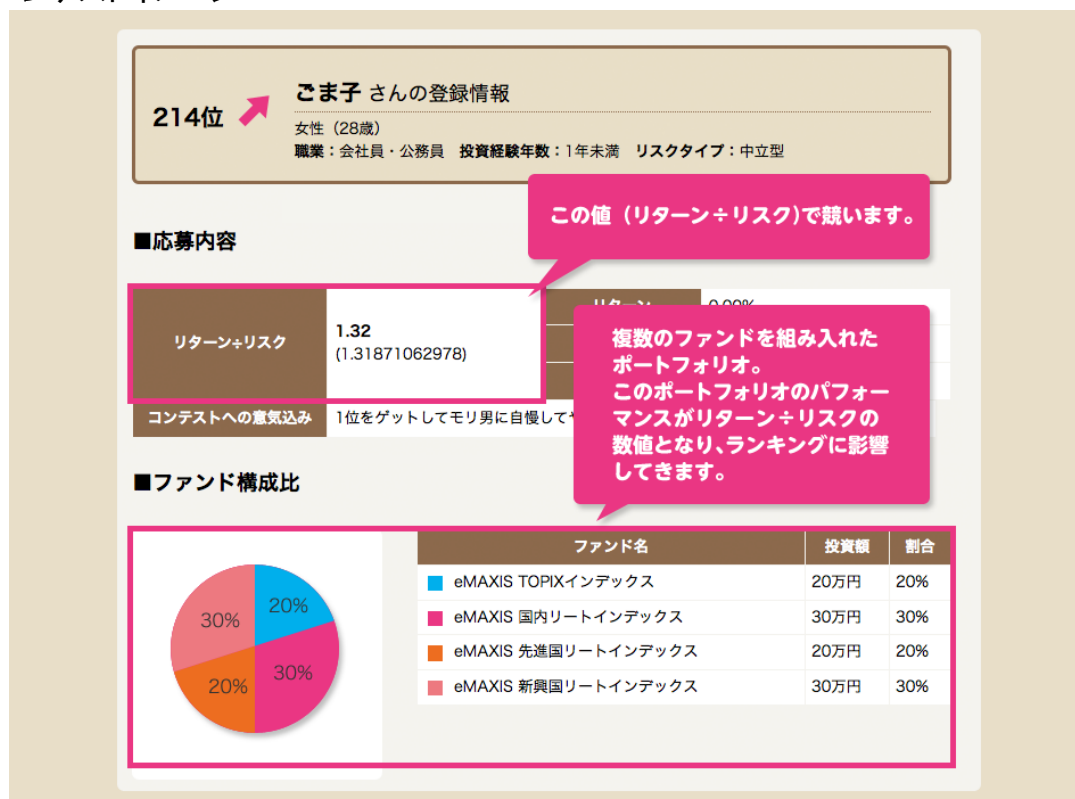 214位
ごま子 さんの登録情報
女性（28歳）
職業：会社員・公務員 投資経験年数：1年未満 リスクタイプ：中立型
この値（リターン÷リスク）で競います。
■応募内容
リターン÷リスク
1.32
(1.31871062978)
複数のファンドを組み入れた
ポートフォリオ。
このポートフォリオのパフォー
マンスがリターン÷リスクの
数値となり、ランキングに影響
してきます。
コンテストへの意気込み 1位をゲットしてモリ男に自慢して
■ファンド構成比
20%
30%
20%
30%
ファンド名 投資額 割合
eMAXIS TOPIXインデックス 20万円 20%
eMAXIS 国内リートインデックス 30万円 30%
eMAXIS 先進国リートインデックス 20万円 20%
eMAXIS 新興国リートインデックス 30万円 30%